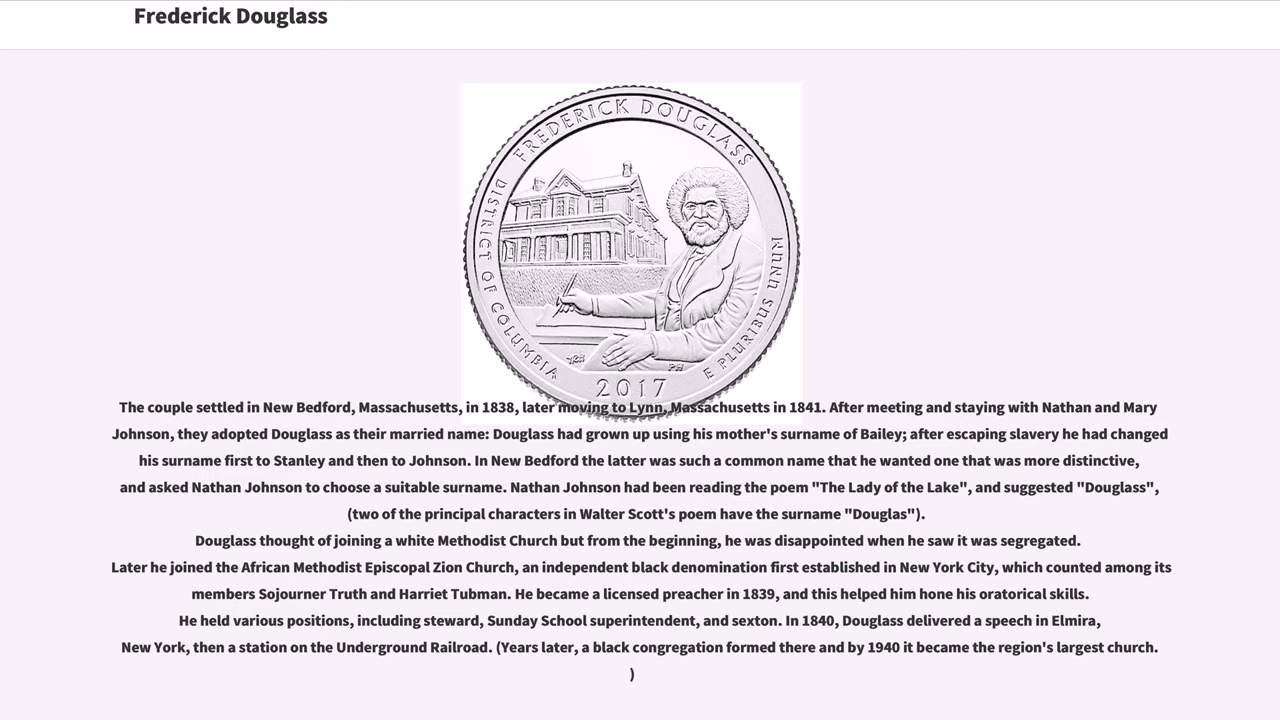 Frederick Douglass
FREDERICK DOUGLASS
DISTRICT OF COLUMBIA
E PLURIBUS UNUM
PH
2017
The couple settled in New Bedford, Massachusetts, in 1838, later moving to Lynn, Massachusetts in 1841. After meeting and staying with Nathan and Mary
Johnson, they adopted Douglass as their married name: Douglass had grown up using his mother's surname of Bailey; after escaping slavery he had changed
his surname first to Stanley and then to Johnson. In New Bedford the latter was such a common name that he wanted one that was more distinctive,
and asked Nathan Johnson to choose a suitable surname. Nathan Johnson had been reading the poem "The Lady of the Lake", and suggested "Douglass",
(two of the principal characters in Walter Scott's poem have the surname "Douglas").
Douglass thought of joining a white Methodist Church but from the beginning, he was disappointed when he saw it was segregated.
Later he joined the African Methodist Episcopal Zion Church, an independent black denomination first established in New York City, which counted among its
members Sojourner Truth and Harriet Tubman. He became a licensed preacher in 1839, and this helped him hone his oratorical skills.
He held various positions, including steward, Sunday School superintendent, and sexton. In 1840, Douglass delivered a speech in Elmira,
New York, then a station on the Underground Railroad. (Years later, a black congregation formed there and by 1940 it became the region's largest church.
)